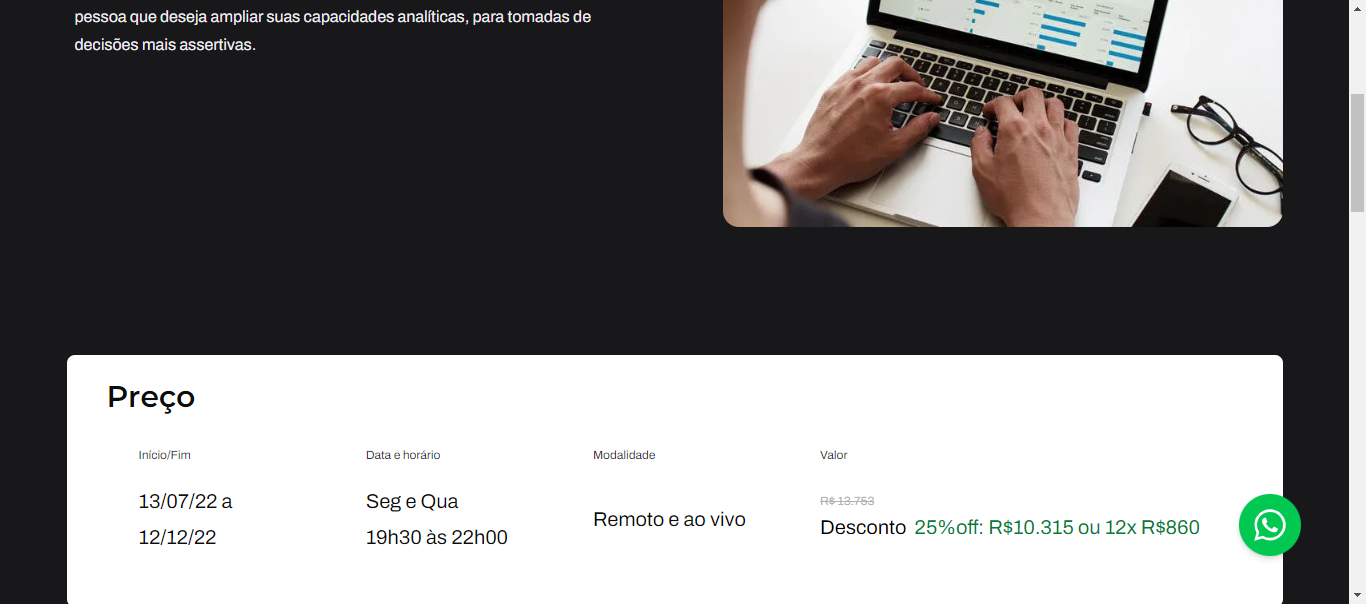 pessoa que deseja ampliar suas capacidades analíticas, para tomadas de
decisões mais assertivas.
Preço
Início/Fim
Data e horário
Modalidade
Valor
13/07/22 a
12/12/22
Seg e Qua
19h30 às 22h00
Remoto e ao vivo
R$ 13.753
Desconto 25%off: R$10.315 ou 12x R$860